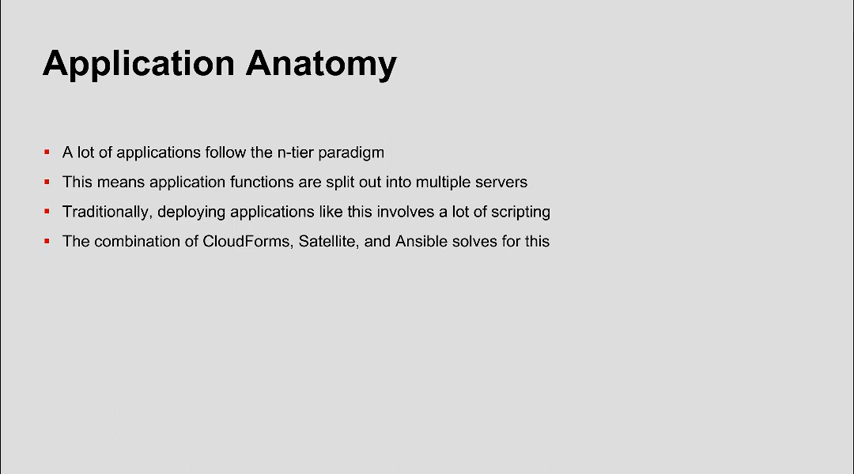 Application Anatomy
A lot of applications follow the n-tier paradigm
This means application functions are split out into multiple servers
Traditionally, deploying applications like this involves a lot of scripting
The combination of CloudForms, Satellite, and Ansible solves for this